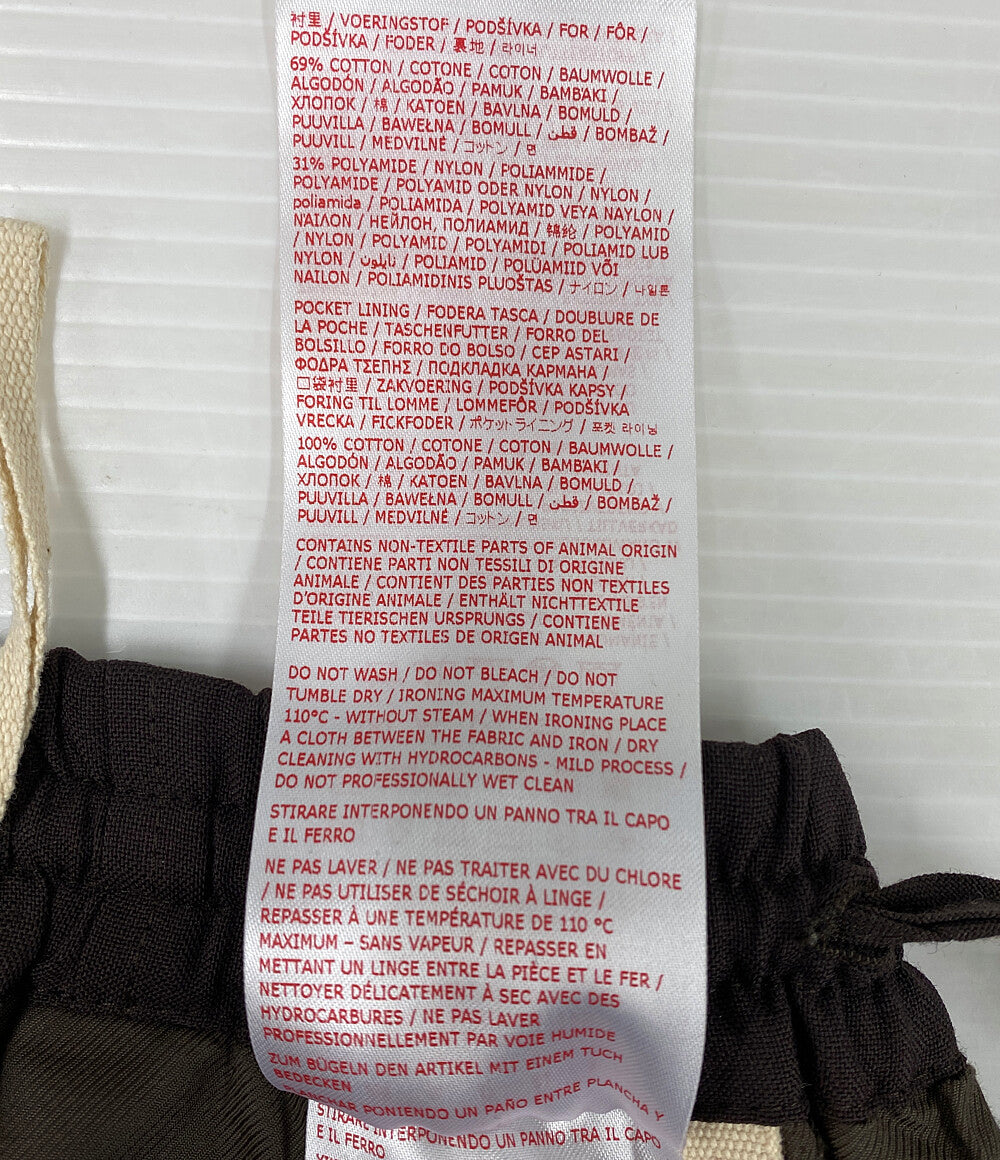 衬里 / VOERINGSTOF / PODŠÍVKA / FOR / FÔR /
PODŠÍVKA / FODER / 裏地 / 라이너
69% COTTON / COTONE / COTON / BAUMWOLLE /
ALGODÓN / ALGODÃO / PAMUK / ΒΑΜΒΑΚΙ /
ХЛОПОК / 棉 / KATOEN / BAVLNA / BOMULD /
PUUVILLA / BAWEŁNA / BOMULL / قطن / BOMBAŽ /
PUUVILL / MEDVILNĖ / コットン / 면
31% POLYAMIDE / NYLON / POLIAMMIDE /
POLYAMIDE / POLYAMID ODER NYLON / NYLON /
poliamida / POLIAMIDA / POLYAMID VEYA NAYLON /
ΝΑΙΛΟΝ / НЕЙЛОН, ПОЛИАМИД / 锦纶 / POLYAMID
/ NYLON / POLYAMID / POLYAMIDI / POLIAMID LUB
NYLON / نايلون / POLIAMID / POLÜAMIID VÕI
NAILON / POLIAMIDINIS PLUOŠTAS / ナイロン / 나일론
POCKET LINING / FODERA TASCA / DOUBLURE DE
LA POCHE / TASCHENFUTTER / FORRO DEL
BOLSILLO / FORRO DO BOLSO / CEP ASTARI /
ΦΟΔΡΑ ΤΣΕΠΗΣ / ПОДКЛАДКА КАРМАНА /
口袋衬里 / ZAKVOERING / PODŠÍVKA KAPSY /
FORING TIL LOMME / LOMMEFÔR / PODŠÍVKA
VRECKA / FICKFODER / ポケットライニング / 포켓 라이닝
100% COTTON / COTONE / COTON / BAUMWOLLE /
ALGODÓN / ALGODÃO / PAMUK / ΒΑΜΒΑΚΙ /
ХЛОПОК / 棉 / KATOEN / BAVLNA / BOMULD /
PUUVILLA / BAWEŁNA / BOMULL / قطن / BOMBAŽ /
PUUVILL / MEDVILNĖ / コットン / 면
CONTAINS NON-TEXTILE PARTS OF ANIMAL ORIGIN
/ CONTIENE PARTI NON TESSILI DI ORIGINE
ANIMALE / CONTIENT DES PARTIES NON TEXTILES
D'ORIGINE ANIMALE / ENTHÄLT NICHTTEXTILE
TEILE TIERISCHEN URSPRUNGS / CONTIENE
PARTES NO TEXTILES DE ORIGEN ANIMAL
DO NOT WASH / DO NOT BLEACH / DO NOT
TUMBLE DRY / IRONING MAXIMUM TEMPERATURE
110°C - WITHOUT STEAM / WHEN IRONING PLACE
A CLOTH BETWEEN THE FABRIC AND IRON / DRY
CLEANING WITH HYDROCARBONS - MILD PROCESS /
DO NOT PROFESSIONALLY WET CLEAN
STIRARE INTERPONENDO UN PANNO TRA IL CAPO
E IL FERRO
NE PAS LAVER / NE PAS TRAITER AVEC DU CHLORE
/ NE PAS UTILISER DE SÉCHOIR À LINGE /
REPASSER À UNE TEMPÉRATURE DE 110 °C
MAXIMUM – SANS VAPEUR / REPASSER EN
METTANT UN LINGE ENTRE LA PIÈCE ET LE FER /
NETTOYER DÉLICATEMENT À SEC AVEC DES
HYDROCARBURES / NE PAS LAVER
PROFESSIONNELLEMENT PAR VOIE HUMIDE
ZUM BÜGELN DEN ARTIKEL MIT EINEM TUCH
BEDECKEN
PLANCHAR PONIENDO UN PAÑO ENTRE PLANCHA Y
STIRARE INTERPONENDO UN PANNO TRA IL CAPO
E IL FERRO